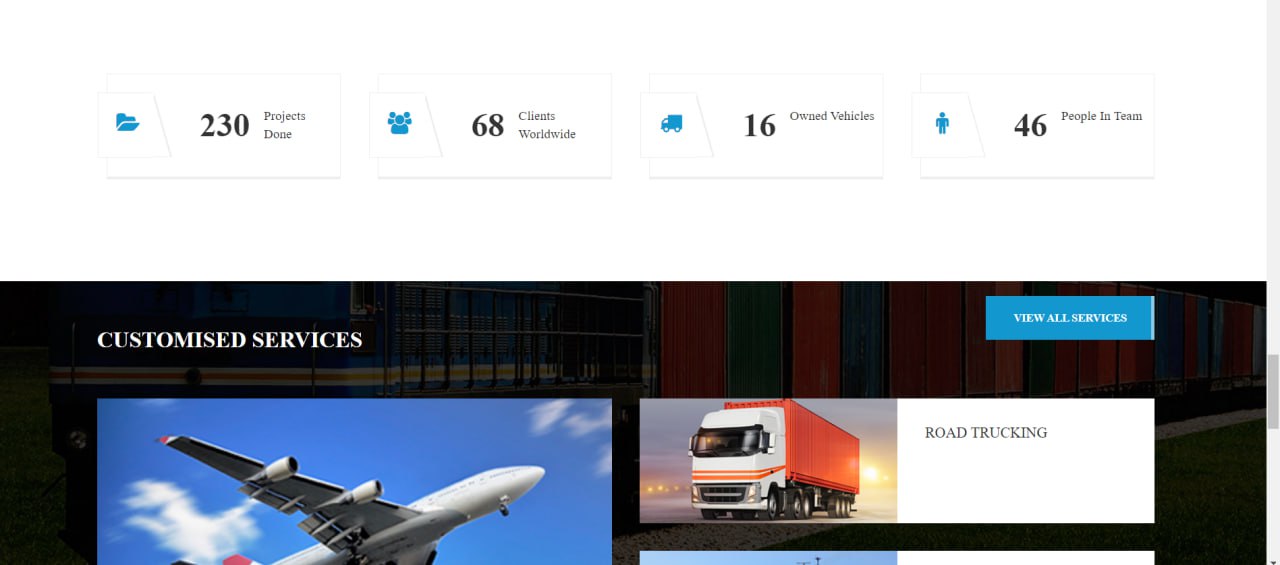 230 Projects
Done
68 Clients
Worldwide
16 Owned Vehicles
46 People In Team
VIEW ALL SERVICES
CUSTOMISED SERVICES
ROAD TRUCKING